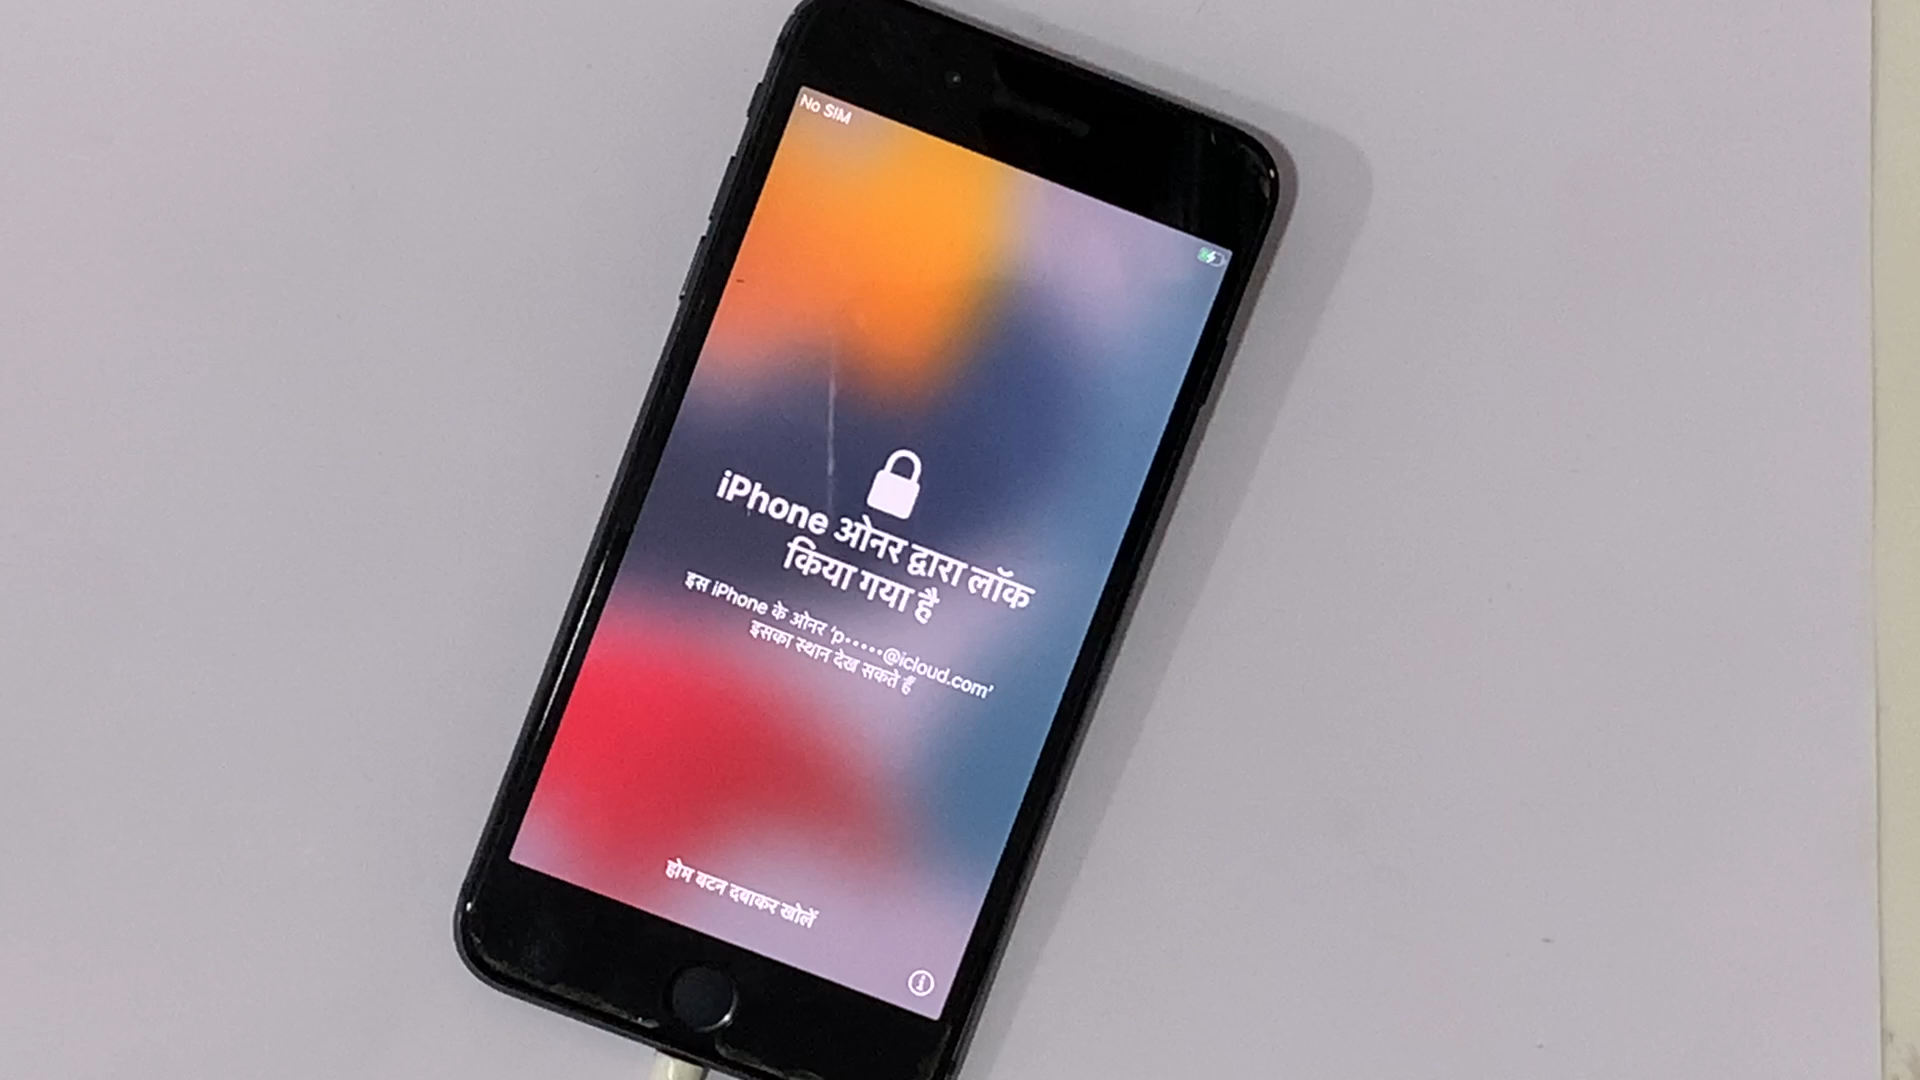 No SIM
iPhone ओनर द्वारा लॉक
किया गया है
इस iPhone के ओनर ‘p•••••@icloud.com’
इसका स्थान देख सकते हैं
होम बटन दबाकर खोलें